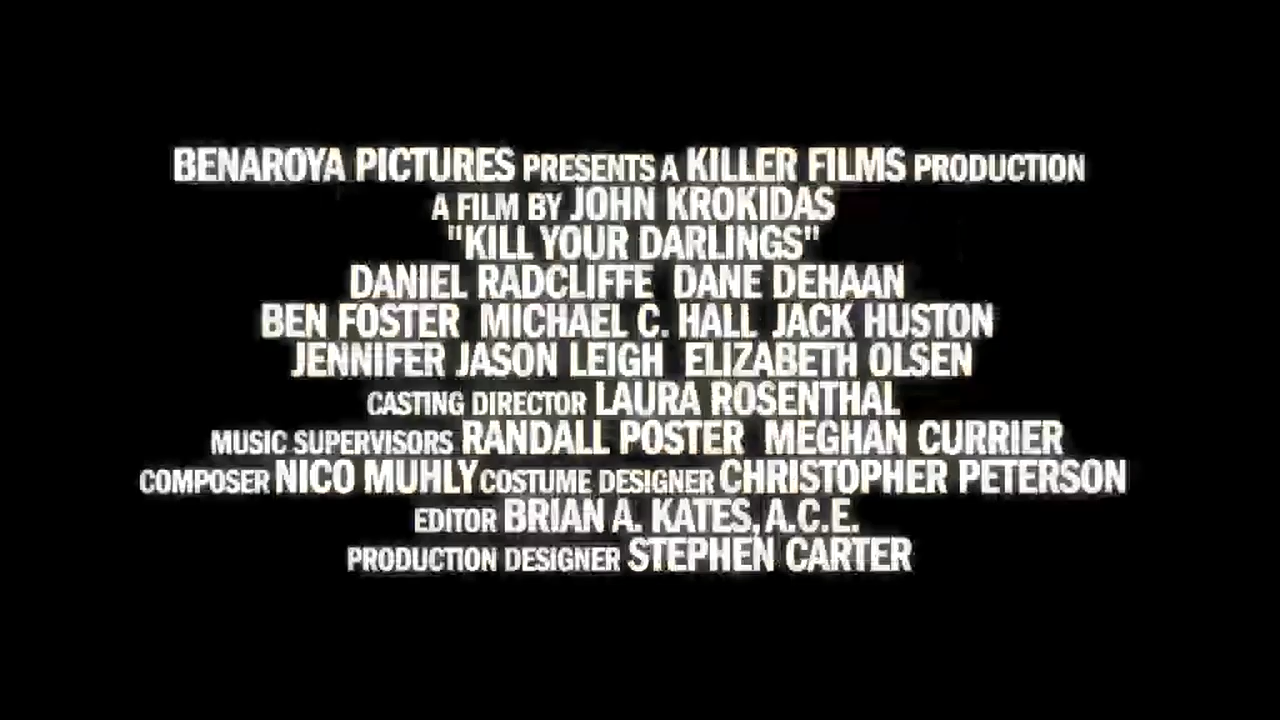 BENAROYA PICTURES PRESENTS A KILLER FILMS PRODUCTION
A FILM BY JOHN KROKIDAS
"KILL YOUR DARLINGS"
DANIEL RADCLIFFE DANE DEHAAN
BEN FOSTER MICHAEL C. HALL JACK HUSTON
JENNIFER JASON LEIGH ELIZABETH OLSEN
CASTING DIRECTOR LAURA ROSENTHAL
MUSIC SUPERVISORS RANDALL POSTER MEGHAN CURRIER
COMPOSER NICO MUHLY COSTUME DESIGNER CHRISTOPHER PETERSON
EDITOR BRIAN A. KATES, A.C.E.
PRODUCTION DESIGNER STEPHEN CARTER